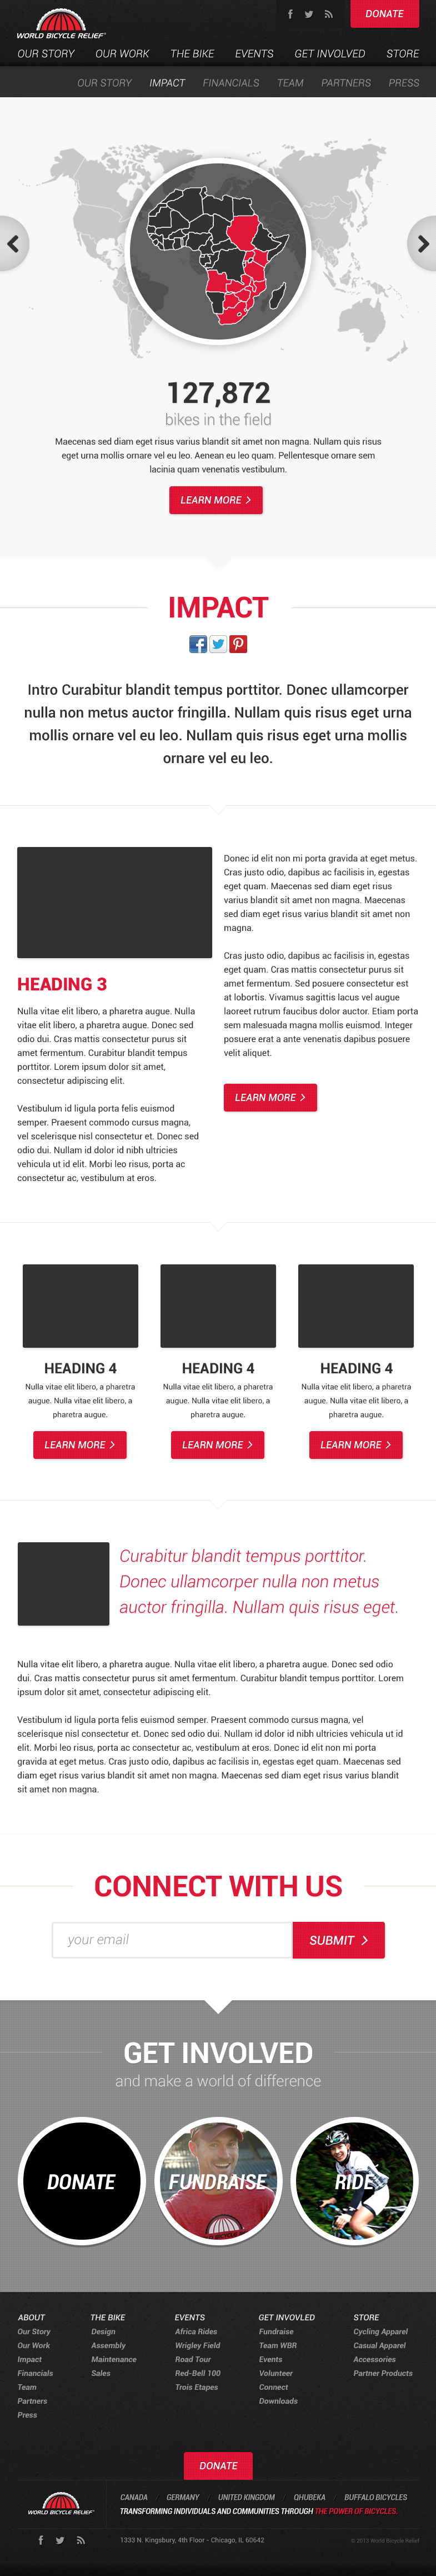 WORLD BICYCLE RELIEF®
DONATE
OUR STORY OUR WORK THE BIKE EVENTS GET INVOLVED STORE
OUR STORY IMPACT FINANCIALS TEAM PARTNERS PRESS
127,872
bikes in the field
Maecenas sed diam eget risus varius blandit sit amet non magna. Nullam quis risus
eget urna mollis ornare vel eu leo. Aenean eu leo quam. Pellentesque ornare sem
lacinia quam venenatis vestibulum.
LEARN MORE
IMPACT
Intro Curabitur blandit tempus porttitor. Donec ullamcorper
nulla non metus auctor fringilla. Nullam quis risus eget urna
mollis ornare vel eu leo. Nullam quis risus eget urna mollis
ornare vel eu leo.
HEADING 3
Nulla vitae elit libero, a pharetra augue. Nulla
vitae elit libero, a pharetra augue. Donec sed
odio dui. Cras mattis consectetur purus sit
amet fermentum. Curabitur blandit tempus
porttitor. Lorem ipsum dolor sit amet,
consectetur adipiscing elit.
Vestibulum id ligula porta felis euismod
semper. Praesent commodo cursus magna,
vel scelerisque nisl consectetur et. Donec sed
odio dui. Nullam id dolor id nibh ultricies
vehicula ut id elit. Morbi leo risus, porta ac
consectetur ac, vestibulum at eros.
Donec id elit non mi porta gravida at eget metus.
Cras justo odio, dapibus ac facilisis in, egestas
eget quam. Maecenas sed diam eget risus
varius blandit sit amet non magna. Maecenas
sed diam eget risus varius blandit sit amet non
magna.
Cras justo odio, dapibus ac facilisis in, egestas
eget quam. Cras mattis consectetur purus sit
amet fermentum. Sed posuere consectetur est
at lobortis. Vivamus sagittis lacus vel augue
laoreet rutrum faucibus dolor auctor. Etiam porta
sem malesuada magna mollis euismod. Integer
posuere erat a ante venenatis dapibus posuere
velit aliquet.
LEARN MORE
HEADING 4
Nulla vitae elit libero, a pharetra
augue. Nulla vitae elit libero, a
pharetra augue.
LEARN MORE
HEADING 4
Nulla vitae elit libero, a pharetra
augue. Nulla vitae elit libero, a
pharetra augue.
LEARN MORE
HEADING 4
Nulla vitae elit libero, a pharetra
augue. Nulla vitae elit libero, a
pharetra augue.
LEARN MORE
Curabitur blandit tempus porttitor.
Donec ullamcorper nulla non metus
auctor fringilla. Nullam quis risus eget.
Nulla vitae elit libero, a pharetra augue. Nulla vitae elit libero, a pharetra augue. Donec sed odio
dui. Cras mattis consectetur purus sit amet fermentum. Curabitur blandit tempus porttitor. Lorem
ipsum dolor sit amet, consectetur adipiscing elit.
Vestibulum id ligula porta felis euismod semper. Praesent commodo cursus magna, vel
scelerisque nisl consectetur et. Donec sed odio dui. Nullam id dolor id nibh ultricies vehicula ut id
elit. Morbi leo risus, porta ac consectetur ac, vestibulum at eros. Donec id elit non mi porta
gravida at eget metus. Cras justo odio, dapibus ac facilisis in, egestas eget quam. Maecenas sed
diam eget risus varius blandit sit amet non magna. Maecenas sed diam eget risus varius blandit
sit amet non magna.
CONNECT WITH US
your email SUBMIT
GET INVOLVED
and make a world of difference
DONATE FUNDRAISE RIDE
ABOUT
Our Story
Our Work
Impact
Financials
Team
Partners
Press
THE BIKE
Design
Assembly
Maintenance
Sales
EVENTS
Africa Rides
Wrigley Field
Road Tour
Red-Bell 100
Trois Etapes
GET INVOVLED
Fundraise
Team WBR
Events
Volunteer
Connect
Downloads
STORE
Cycling Apparel
Casual Apparel
Accessories
Partner Products
DONATE
WORLD BICYCLE RELIEF®
CANADA GERMANY UNITED KINGDOM QHUBEKA BUFFALO BICYCLES
TRANSFORMING INDIVIDUALS AND COMMUNITIES THROUGH THE POWER OF BICYCLES.
1333 N. Kingsbury, 4th Floor - Chicago, IL 60642
© 2013 World Bicycle Relief